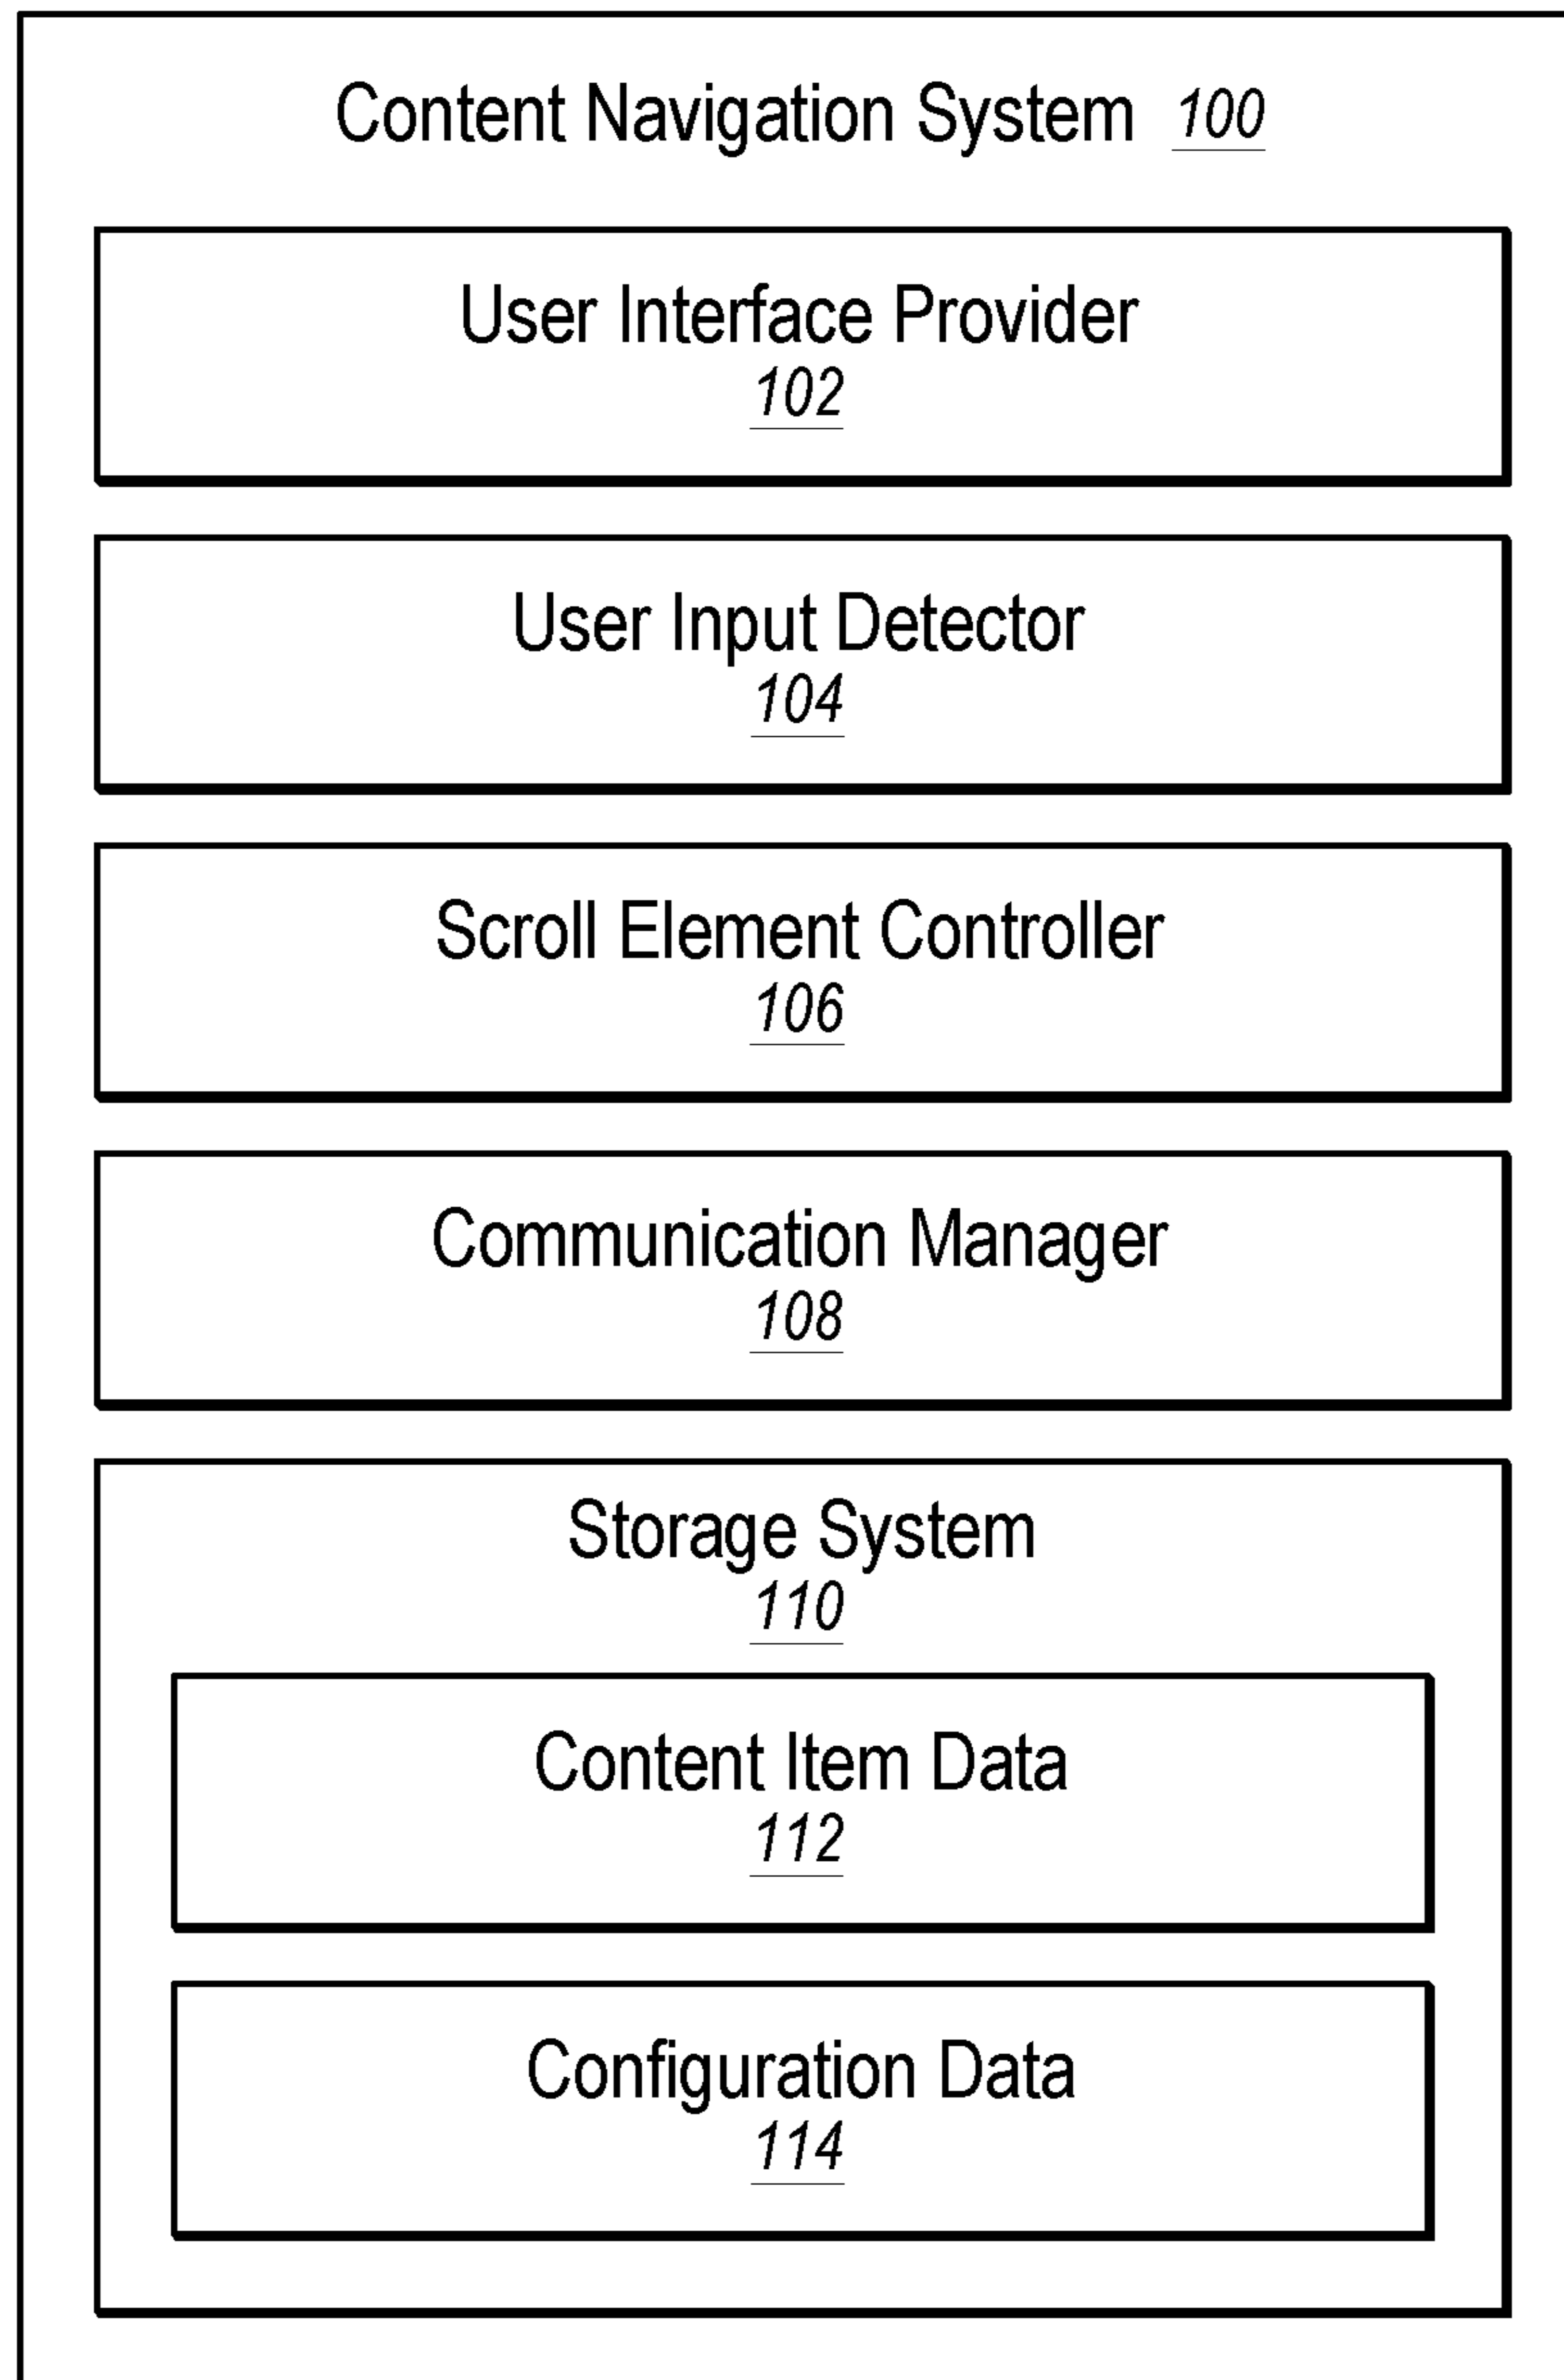 Content Navigation System 100
User Interface Provider
102
User Input Detector
104
Scroll Element Controller
106
Communication Manager
108
Storage System
110
Content Item Data
112
Configuration Data
114